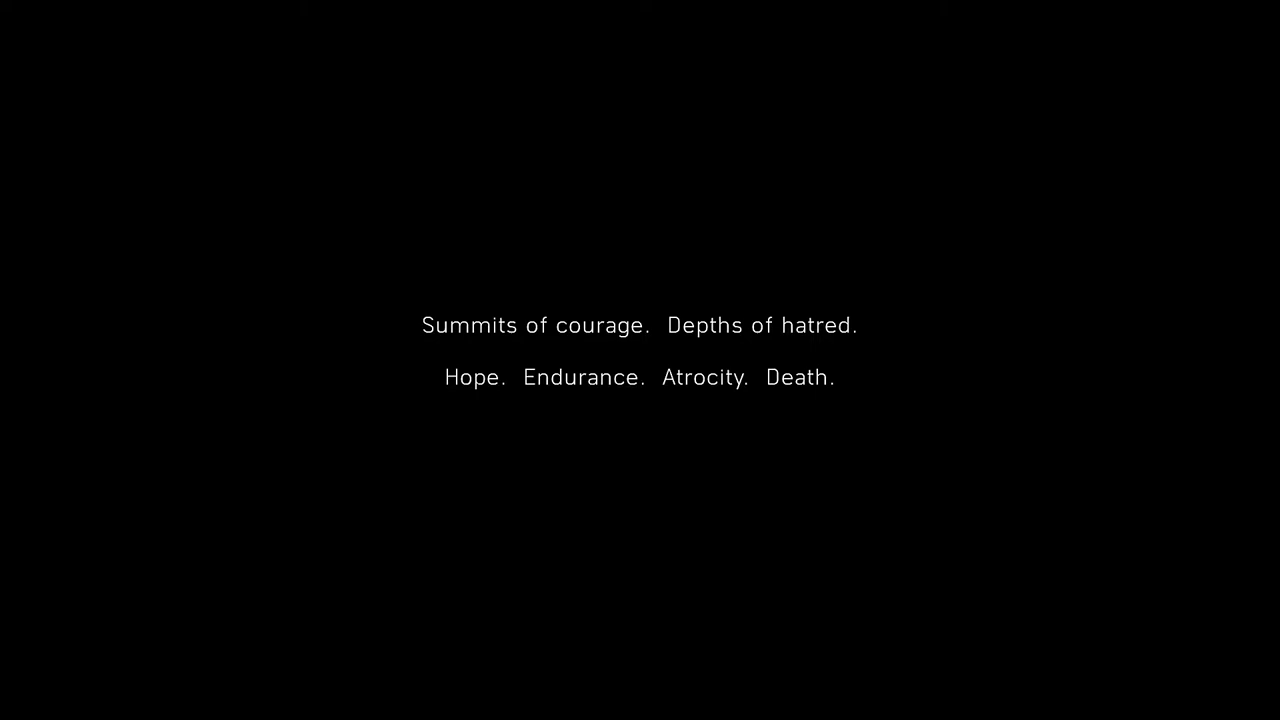 Summits of courage.  Depths of hatred.
Hope.  Endurance.  Atrocity.  Death.